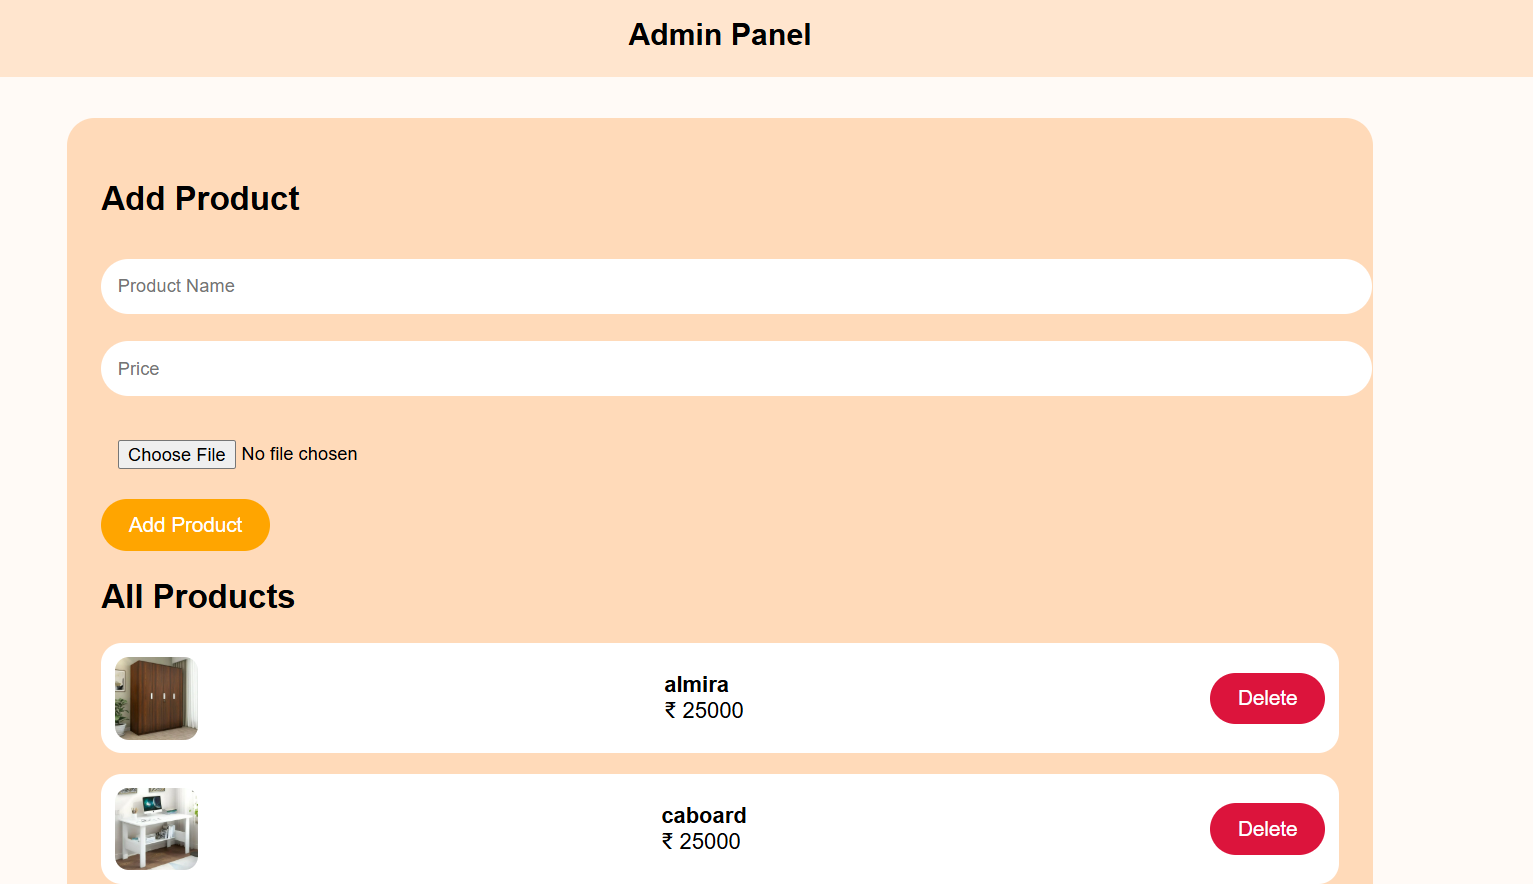 Admin Panel
Add Product
Product Name
Price
Choose File No file chosen
Add Product
All Products
almira
₹ 25000
Delete
caboard
₹ 25000
Delete